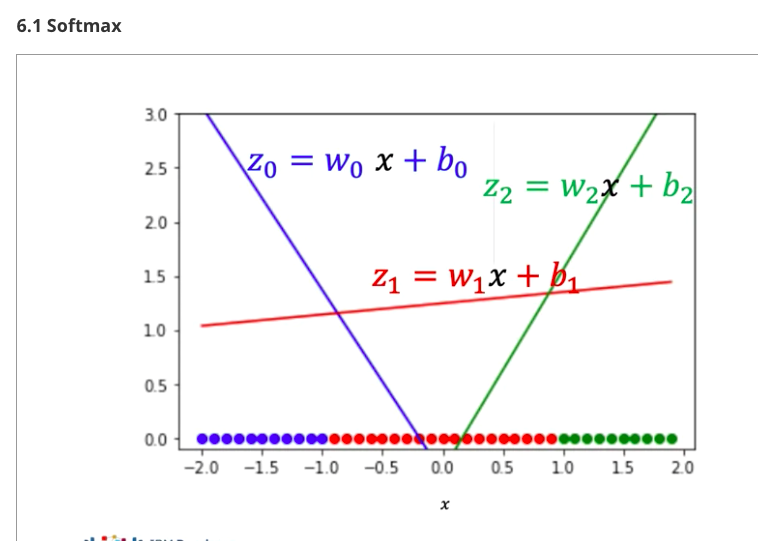 6.1 Softmax
3.0
z₀ = w₀ x + b₀
2.5
z₂ = w₂x + b₂
2.0
1.5
z₁ = w₁x + b₁
1.0
0.5
0.0
−2.0 −1.5 −1.0 −0.5 0.0 0.5 1.0 1.5 2.0
x